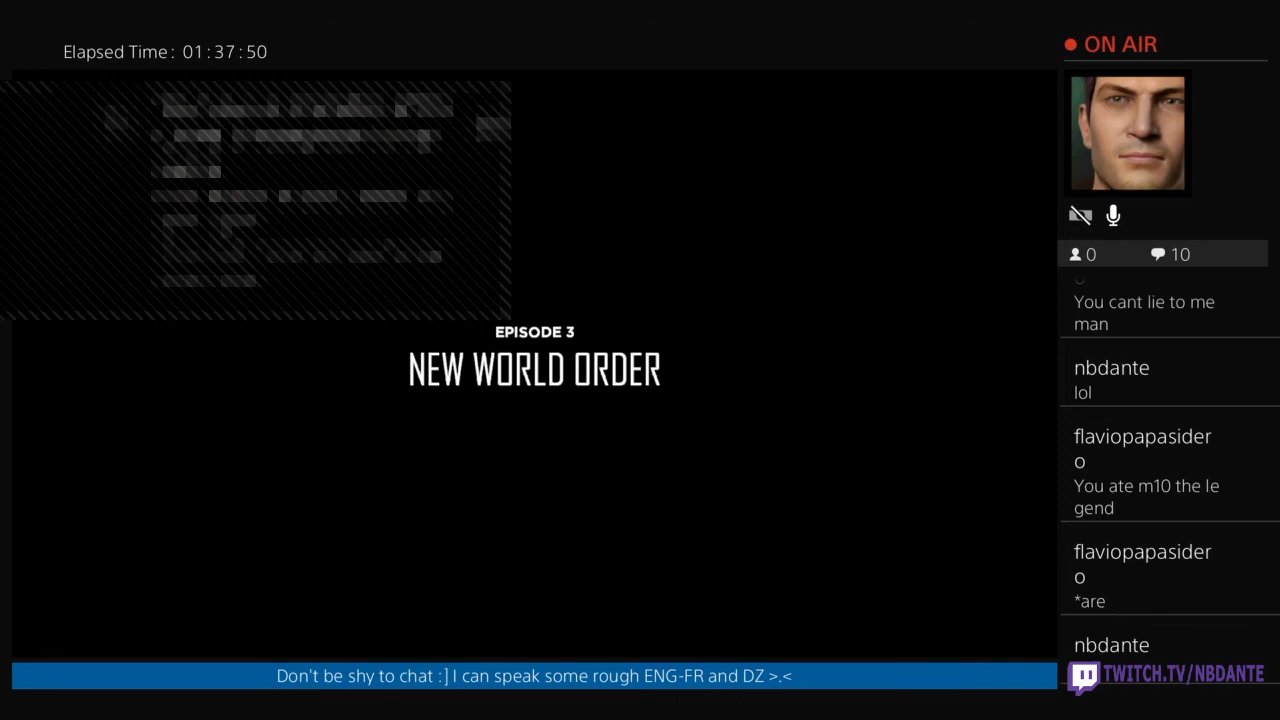 Elapsed Time: 01:37:50
ON AIR
0
10
You cant lie to me
man
nbdante
lol
flaviopapasider
o
You ate m10 the le
gend
flaviopapasider
o
*are
nbdante
EPISODE 3
NEW WORLD ORDER
Don't be shy to chat :] I can speak some rough ENG-FR and DZ >.<
TWITCH.TV/NBDANTE